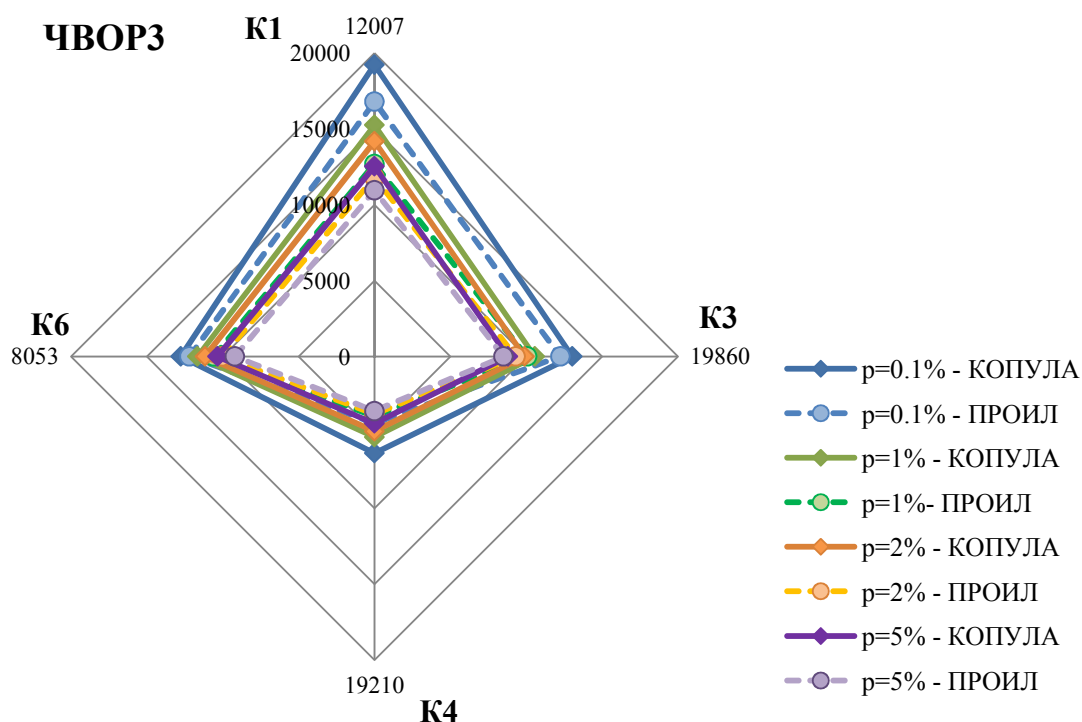 ЧВОР3
К1
12007
20000
15000
10000
5000
0
К6
8053
К3
19860
19210
К4
p=0.1% - КОПУЛА
p=0.1% - ПРОИЛ
p=1% - КОПУЛА
p=1%- ПРОИЛ
p=2% - КОПУЛА
p=2% - ПРОИЛ
p=5% - КОПУЛА
p=5% - ПРОИЛ